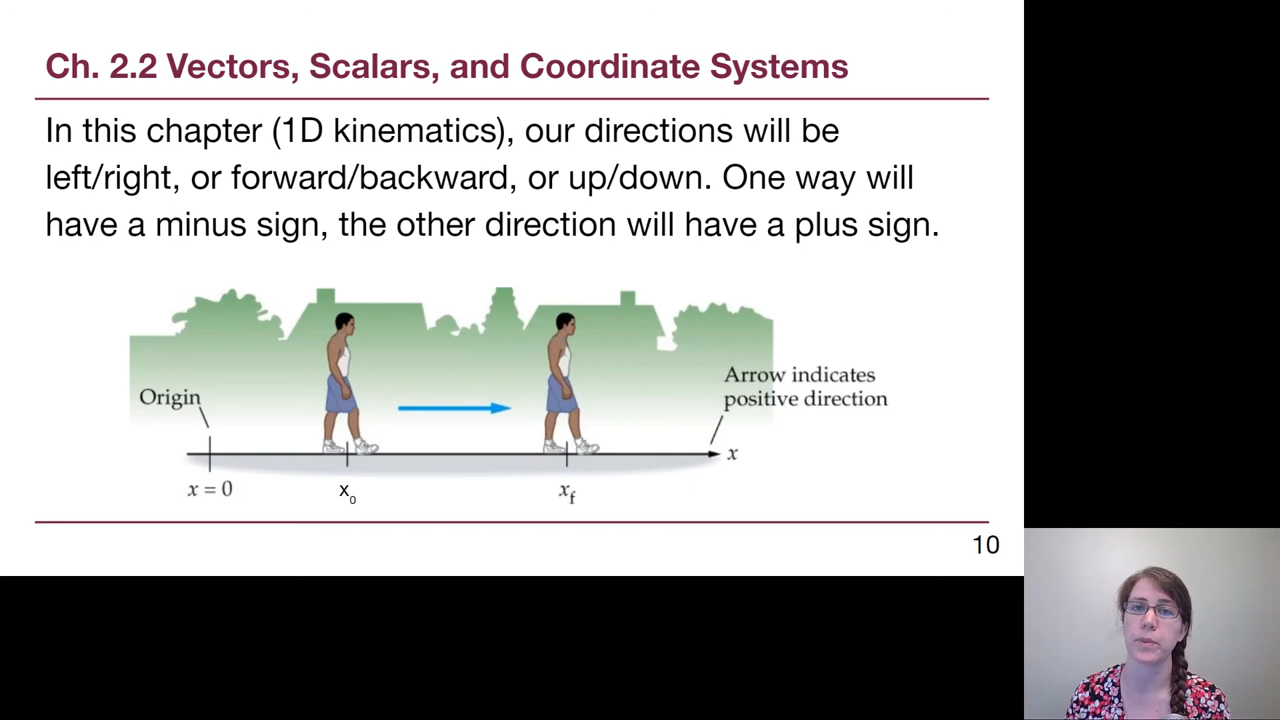 Ch. 2.2 Vectors, Scalars, and Coordinate Systems
In this chapter (1D kinematics), our directions will be
left/right, or forward/backward, or up/down. One way will
have a minus sign, the other direction will have a plus sign.
Origin
Arrow indicates
positive direction
x
x = 0
x₀
x_f
10